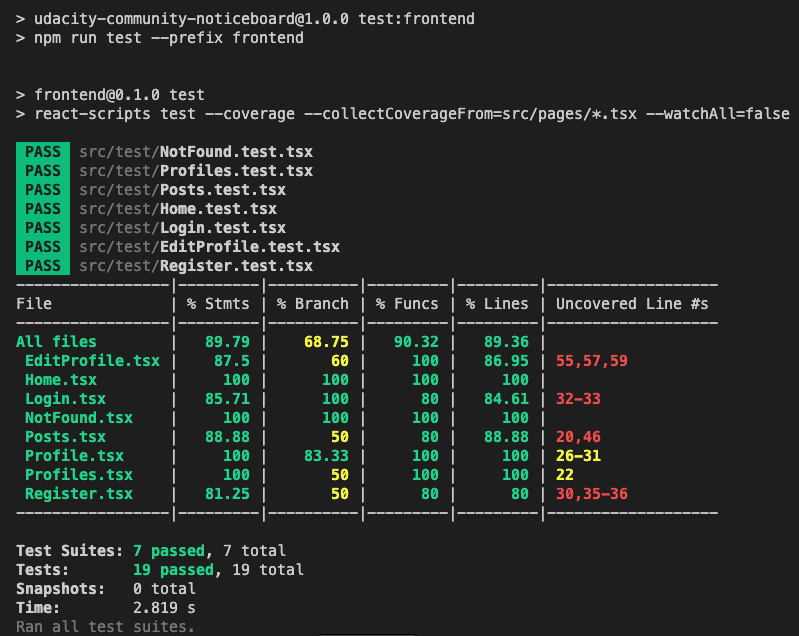 > udacity-community-noticeboard@1.0.0 test:frontend
> npm run test --prefix frontend
> frontend@0.1.0 test
> react-scripts test --coverage --collectCoverageFrom=src/pages/*.tsx --watchAll=false
PASS src/test/NotFound.test.tsx
PASS src/test/Profiles.test.tsx
PASS src/test/Posts.test.tsx
PASS src/test/Home.test.tsx
PASS src/test/Login.test.tsx
PASS src/test/EditProfile.test.tsx
PASS src/test/Register.test.tsx
-----------------|---------|----------|---------|---------|-------------------
File             | % Stmts | % Branch | % Funcs | % Lines | Uncovered Line #s
-----------------|---------|----------|---------|---------|-------------------
All files        |   89.79 |    68.75 |   90.32 |   89.36 |
 EditProfile.tsx |    87.5 |       60 |     100 |   86.95 | 55,57,59
 Home.tsx        |     100 |      100 |     100 |     100 |
 Login.tsx       |   85.71 |      100 |      80 |   84.61 | 32-33
 NotFound.tsx    |     100 |      100 |     100 |     100 |
 Posts.tsx       |   88.88 |       50 |      80 |   88.88 | 20,46
 Profile.tsx     |     100 |    83.33 |     100 |     100 | 26-31
 Profiles.tsx    |     100 |       50 |     100 |     100 | 22
 Register.tsx    |   81.25 |       50 |      80 |      80 | 30,35-36
-----------------|---------|----------|---------|---------|-------------------
Test Suites: 7 passed, 7 total
Tests:       19 passed, 19 total
Snapshots:   0 total
Time:        2.819 s
Ran all test suites.